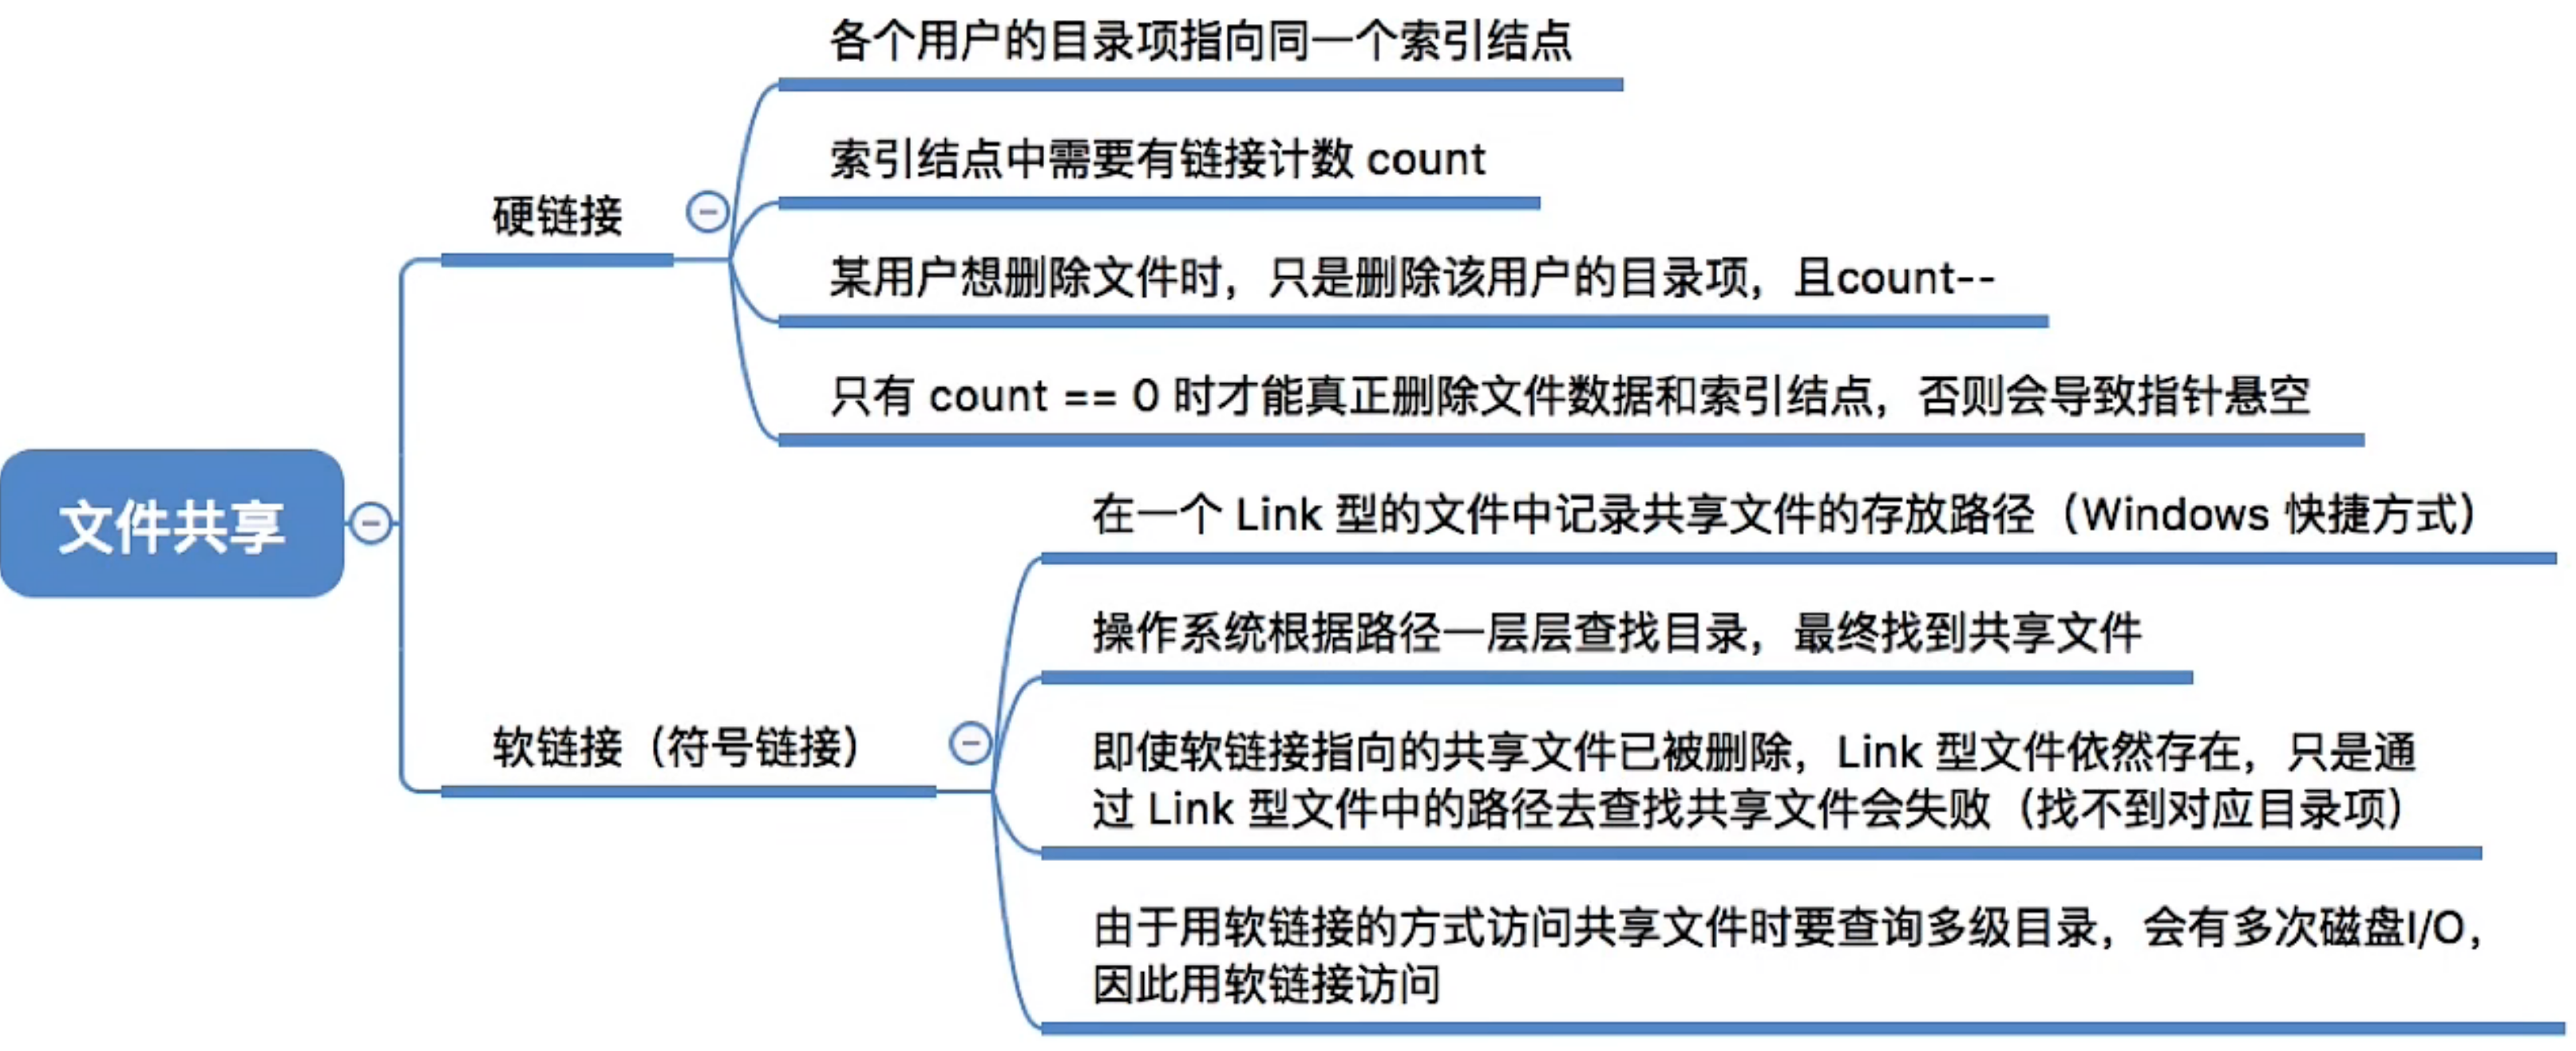 文件共享
硬链接
各个用户的目录项指向同一个索引结点
索引结点中需要有链接计数 count
某用户想删除文件时，只是删除该用户的目录项，且count--
只有 count == 0 时才能真正删除文件数据和索引结点，否则会导致指针悬空
软链接（符号链接）
在一个 Link 型的文件中记录共享文件的存放路径（Windows 快捷方式）
操作系统根据路径一层层查找目录，最终找到共享文件
即使软链接指向的共享文件已被删除，Link 型文件依然存在，只是通
过 Link 型文件中的路径去查找共享文件会失败（找不到对应目录项）
由于用软链接的方式访问共享文件时要查询多级目录，会有多次磁盘I/O，
因此用软链接访问